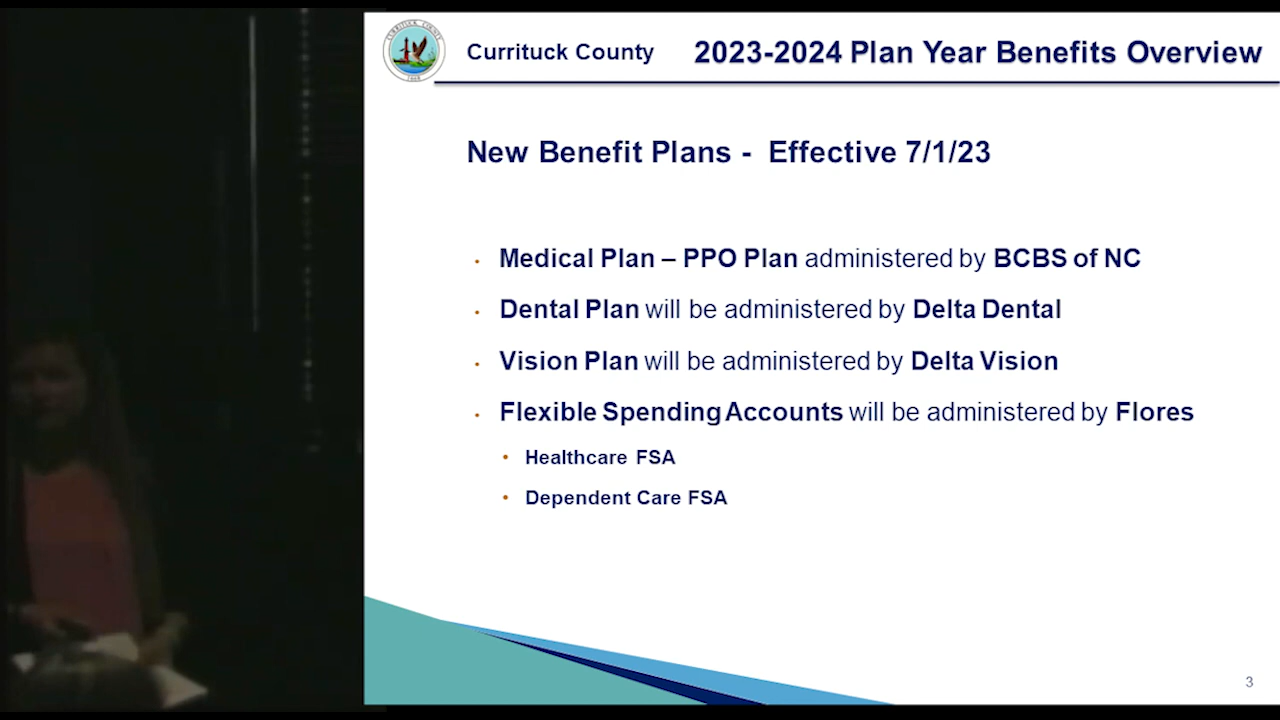 CURRITUCK COUNTY
Currituck County
2023-2024 Plan Year Benefits Overview
New Benefit Plans - Effective 7/1/23
• Medical Plan – PPO Plan administered by BCBS of NC
• Dental Plan will be administered by Delta Dental
• Vision Plan will be administered by Delta Vision
• Flexible Spending Accounts will be administered by Flores
• Healthcare FSA
• Dependent Care FSA
3